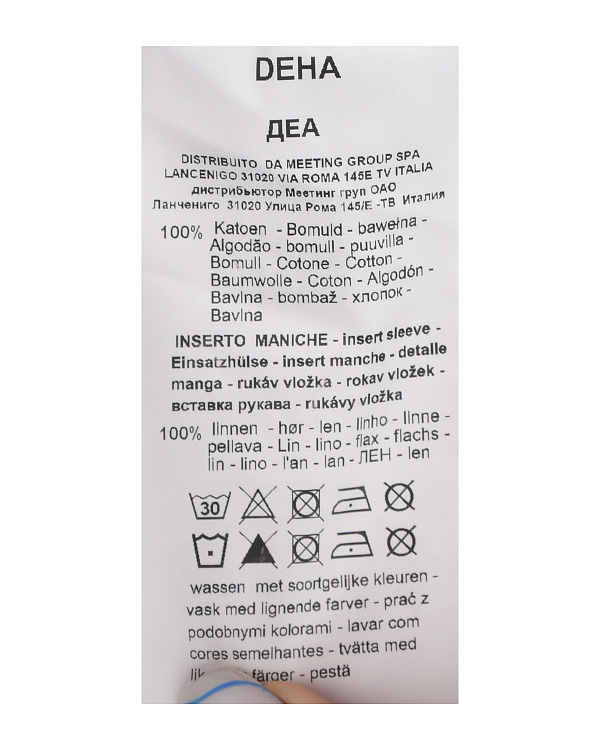 DEHA
ДЕА
DISTRIBUITO DA MEETING GROUP SPA
LANCENIGO 31020 VIA ROMA 145E TV ITALIA
дистрибьютор Меетинг груп ОАО
Ланчениго 31020 Улица Рома 145/E -ТВ Италия
100% Katoen - Bomuld - bawełna -
Algodão - bomull - puuvilla -
Bomull - Cotone - Cotton -
Baumwolle - Coton - Algodón -
Bavlna - bombaž - хлопок -
Bavlna
INSERTO MANICHE - insert sleeve -
Einsatzhülse - insert manche - detalle
manga - rukáv vložka - rokav vložek -
вставка рукава - rukávy vložka
100% linnen - hør - len - linho - linne -
pellava - Lin - lino - flax - flachs -
lin - lino - l'an - lan - ЛЕН - len
30
wassen met soortgelijke kleuren -
vask med lignende farver - prać z
podobnymi kolorami - lavar com
cores semelhantes - tvätta med
färger - pestä